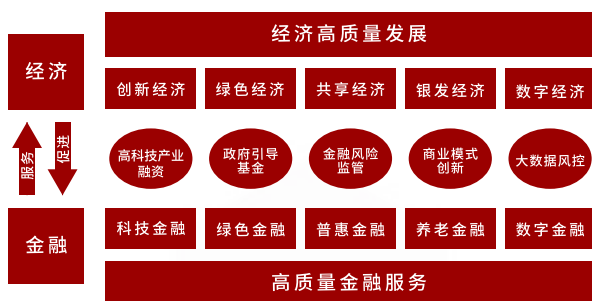 经济高质量发展
经济
创新经济
绿色经济
共享经济
银发经济
数字经济
服务
促进
高科技产业
融资
政府引导
基金
金融风险
监管
商业模式
创新
大数据风控
金融
科技金融
绿色金融
普惠金融
养老金融
数字金融
高质量金融服务